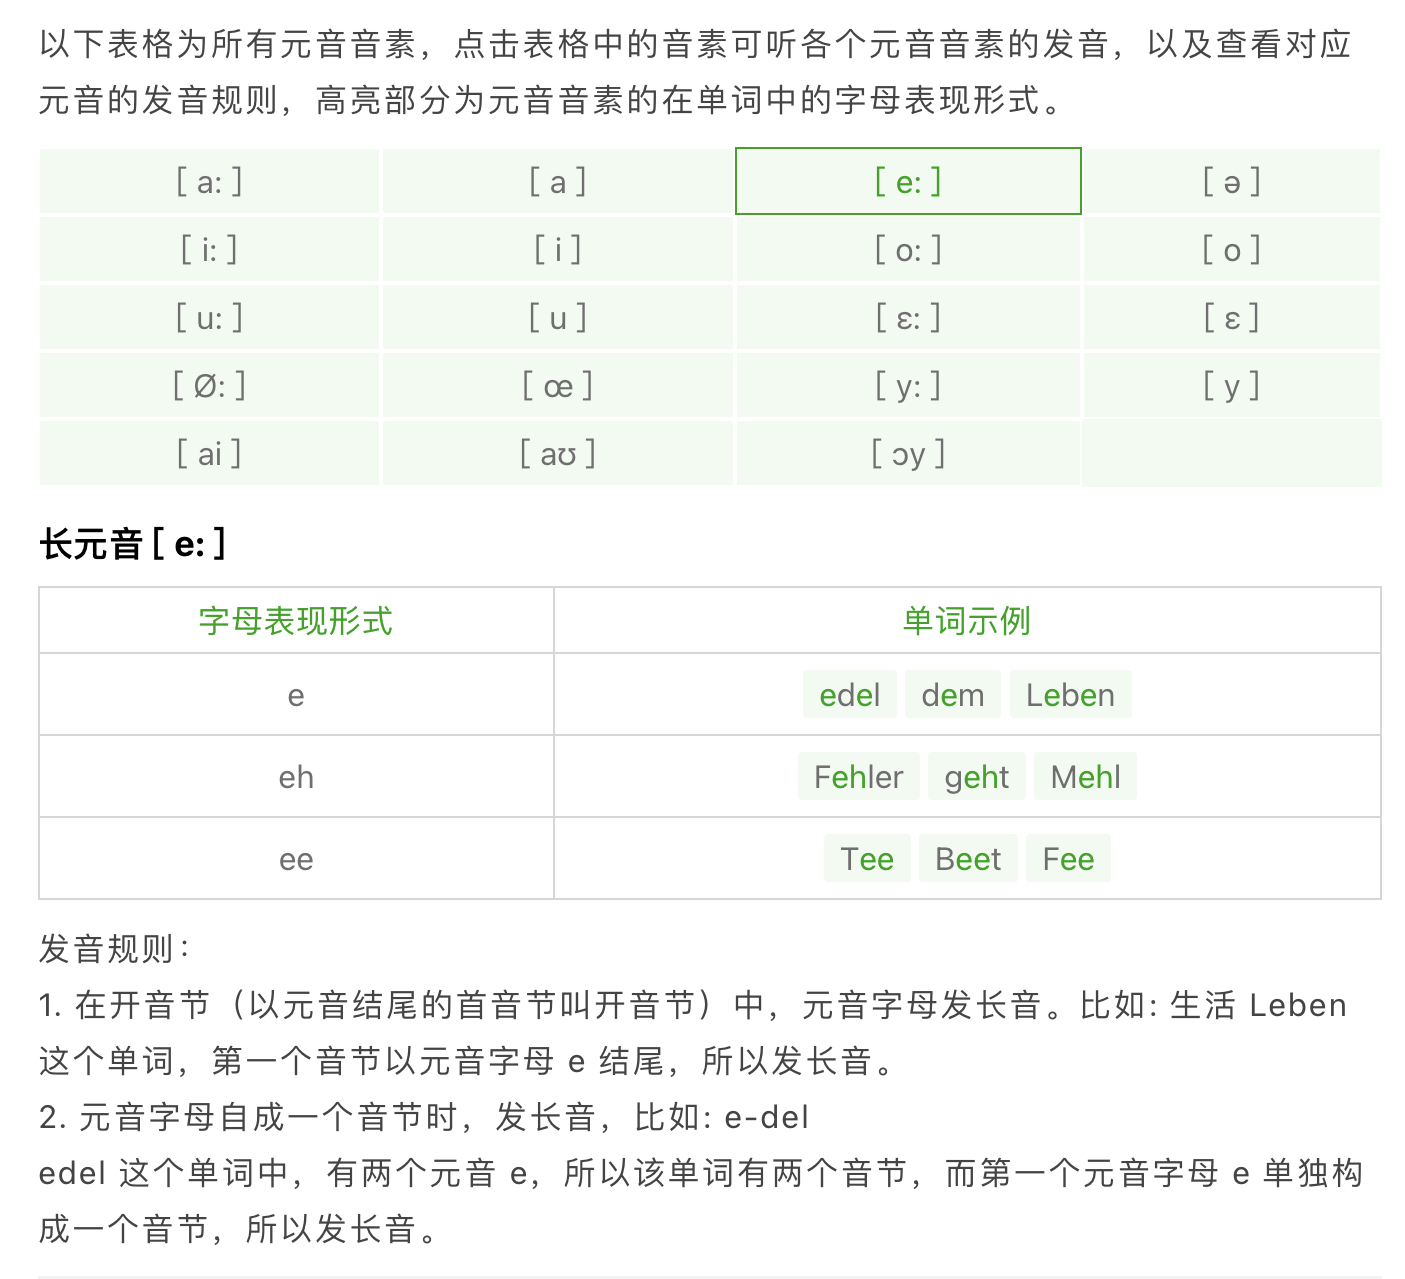 以下表格为所有元音音素，点击表格中的音素可听各个元音音素的发音，以及查看对应
元音的发音规则，高亮部分为元音音素的在单词中的字母表现形式。
[ a: ] [ a ] [ e: ] [ ə ]
[ i: ] [ i ] [ o: ] [ o ]
[ u: ] [ u ] [ ɛ: ] [ ɛ ]
[ Ø: ] [ œ ] [ y: ] [ y ]
[ ai ] [ aʊ ] [ ɔy ]
长元音 [ e: ]
字母表现形式 单词示例
e edel dem Leben
eh Fehler geht Mehl
ee Tee Beet Fee
发音规则：
1. 在开音节（以元音结尾的首音节叫开音节）中，元音字母发长音。比如: 生活 Leben
这个单词，第一个音节以元音字母 e 结尾，所以发长音。
2. 元音字母自成一个音节时，发长音，比如: e-del
edel 这个单词中，有两个元音 e，所以该单词有两个音节，而第一个元音字母 e 单独构
成一个音节，所以发长音。